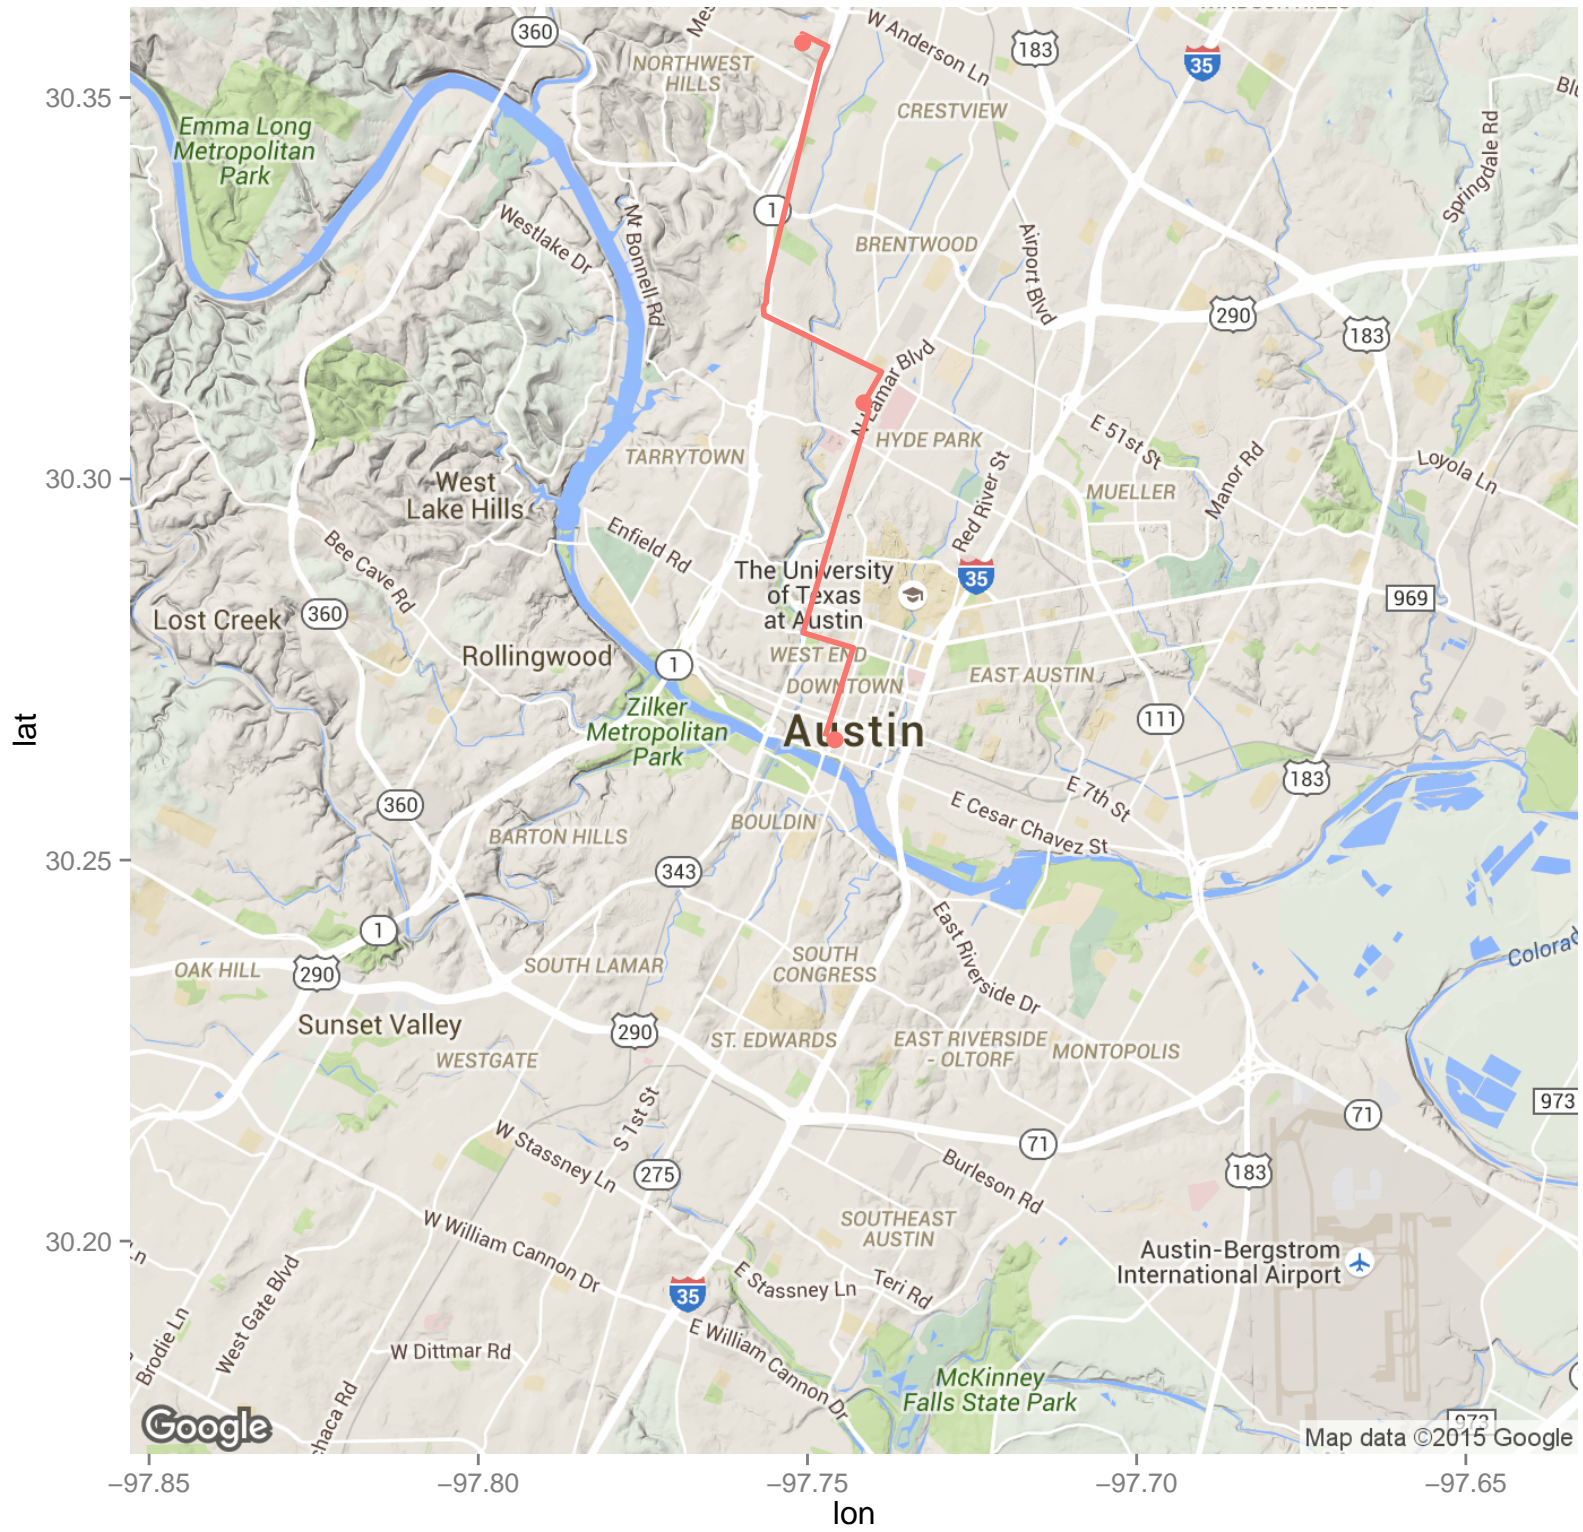 360
W Anderson Ln
183
35
NORTHWEST
HILLS
30.35
CRESTVIEW
Emma Long
Metropolitan
Park
Springdale Rd
Westlake Dr
Mt Bonnell Rd
1
BRENTWOOD
Airport Blvd
290
183
N Lamar Blvd
HYDE PARK
E 51st St
TARRYTOWN
30.30
West
Lake Hills
MUELLER
Manor Rd
Loyola Ln
Red River St
Enfield Rd
Bee Cave Rd
The University
of Texas
at Austin
35
969
360
Lost Creek
Rollingwood
1
WEST END
EAST AUSTIN
DOWNTOWN
111
lat
Zilker
Metropolitan
Park
Austin
183
E 7th St
E Cesar Chavez St
360
BARTON HILLS
BOULDIN
30.25
343
1
East Riverside Dr
OAK HILL
290
SOUTH LAMAR
SOUTH
CONGRESS
Colorad
Sunset Valley
290
ST. EDWARDS
WESTGATE
EAST RIVERSIDE
- OLTORF
MONTOPOLIS
S 1st St
71
973
W Stassney Ln
71
275
Burleson Rd
183
W William Cannon Dr
SOUTHEAST
AUSTIN
30.20
Austin-Bergstrom
International Airport
Ln
West Gate Blvd
E Stassney Ln
Teri Rd
35
Brodie Ln
W Dittmar Rd
E William Cannon Dr
McKinney
Falls State Park
chaca Rd
Google
973
Map data ©2015 Google
−97.85
−97.80
−97.75
−97.70
−97.65
lon